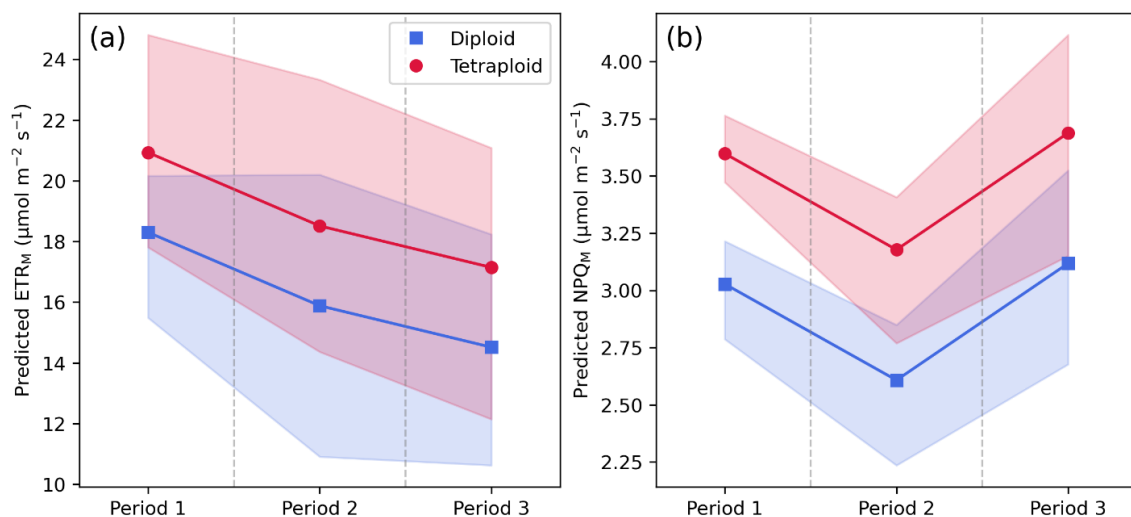 (a)
Diploid
Tetraploid
Predicted ETR_M (μmol m⁻² s⁻¹)
24
22
20
18
16
14
12
10
Period 1 Period 2 Period 3
(b)
Predicted NPQ_M (μmol m⁻² s⁻¹)
4.00
3.75
3.50
3.25
3.00
2.75
2.50
2.25
Period 1 Period 2 Period 3